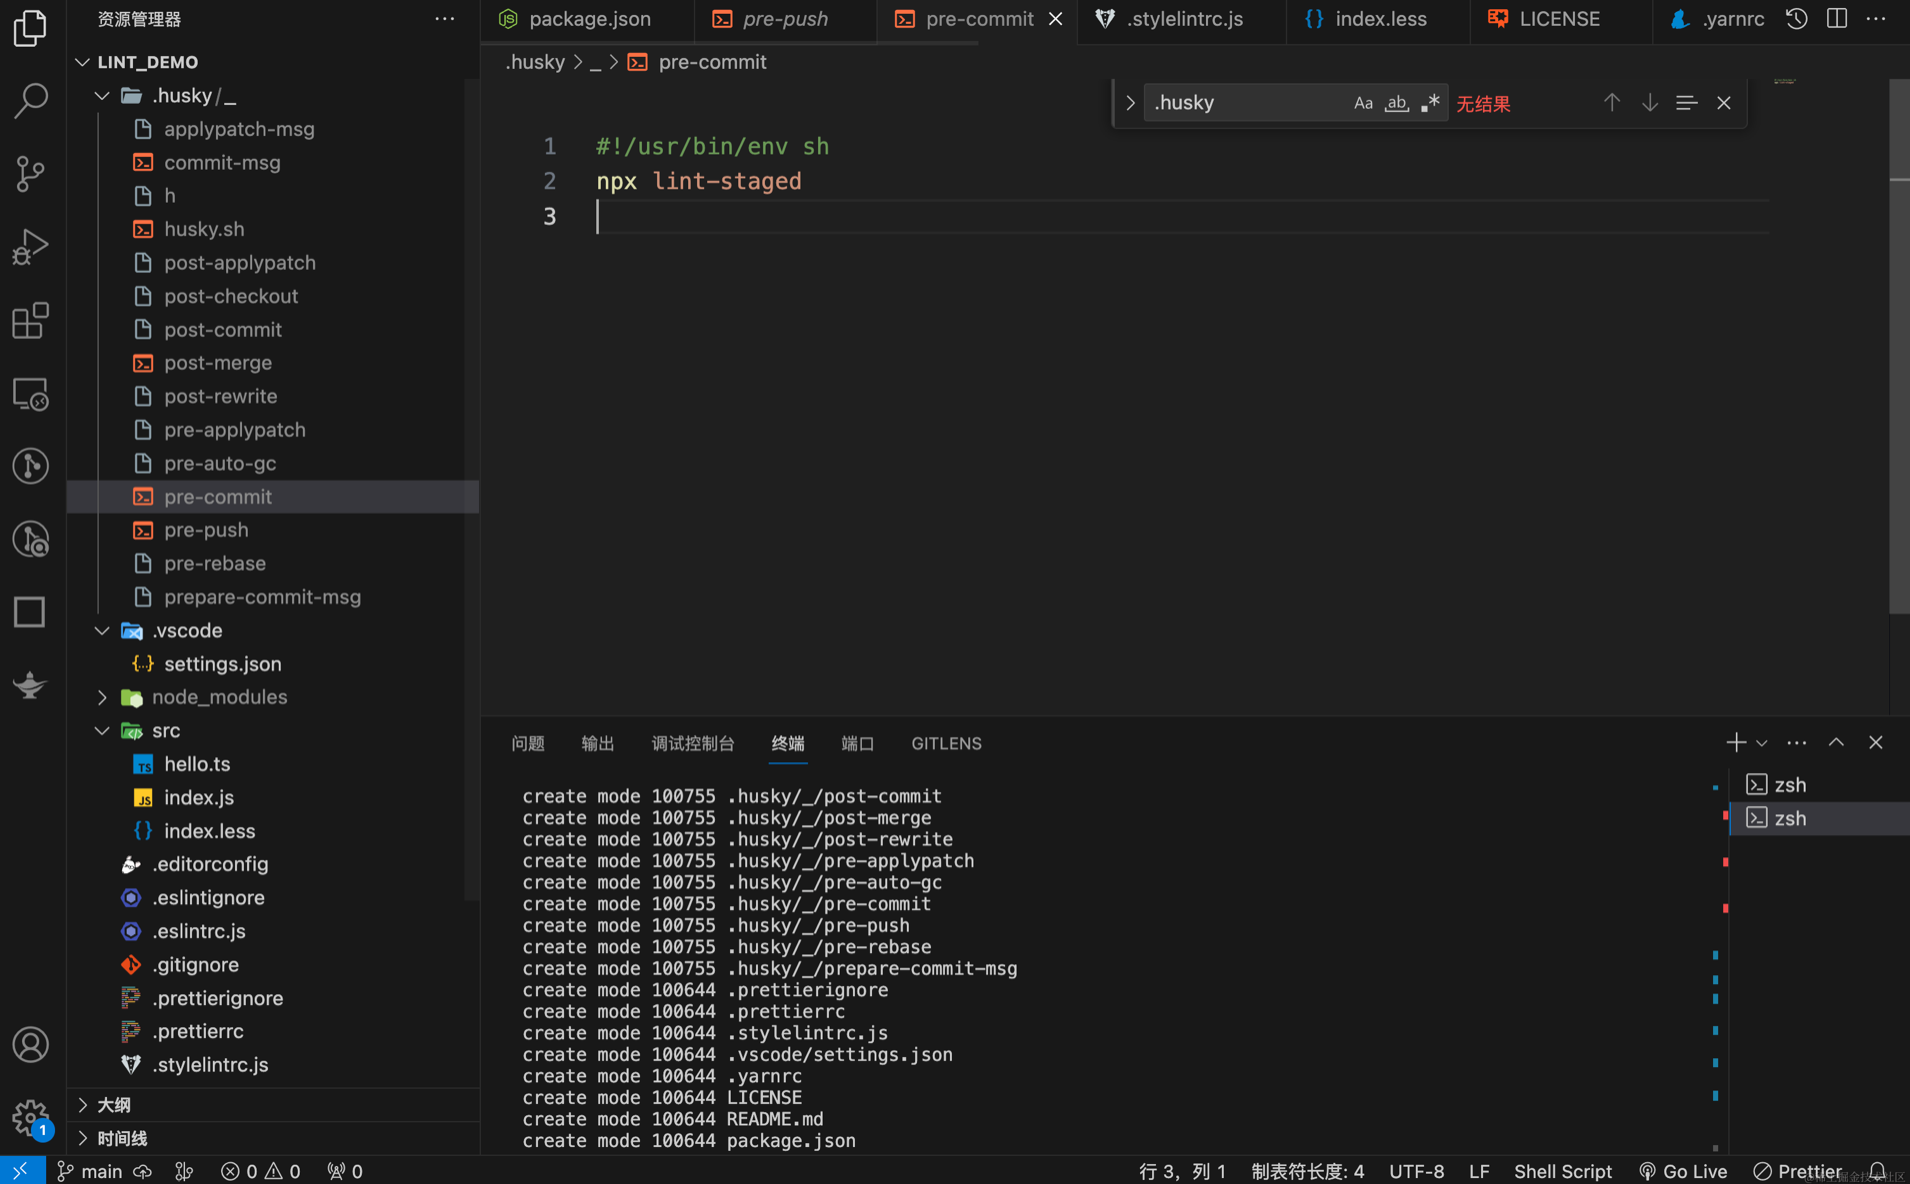 资源管理器
LINT_DEMO
.husky/_
applypatch-msg
commit-msg
h
husky.sh
post-applypatch
post-checkout
post-commit
post-merge
post-rewrite
pre-applypatch
pre-auto-gc
pre-commit
pre-push
pre-rebase
prepare-commit-msg
.vscode
settings.json
node_modules
src
hello.ts
index.js
index.less
.editorconfig
.eslintignore
.eslintrc.js
.gitignore
.prettierignore
.prettierrc
.stylelintrc.js
大纲
时间线
package.json pre-push pre-commit .stylelintrc.js index.less LICENSE .yarnrc
.husky > _ > pre-commit
.husky Aa ab 无结果
1 #!/usr/bin/env sh
2 npx lint-staged
3
问题 输出 调试控制台 终端 端口 GITLENS
create mode 100755 .husky/_/post-commit
create mode 100755 .husky/_/post-merge
create mode 100755 .husky/_/post-rewrite
create mode 100755 .husky/_/pre-applypatch
create mode 100755 .husky/_/pre-auto-gc
create mode 100755 .husky/_/pre-commit
create mode 100755 .husky/_/pre-push
create mode 100755 .husky/_/pre-rebase
create mode 100755 .husky/_/prepare-commit-msg
create mode 100644 .prettierignore
create mode 100644 .prettierrc
create mode 100644 .stylelintrc.js
create mode 100644 .vscode/settings.json
create mode 100644 .yarnrc
create mode 100644 LICENSE
create mode 100644 README.md
create mode 100644 package.json
zsh
zsh
1
main 0 0 0 行 3，列 1 制表符长度: 4 UTF-8 LF Shell Script Go Live Prettier
@稀土掘金技术社区